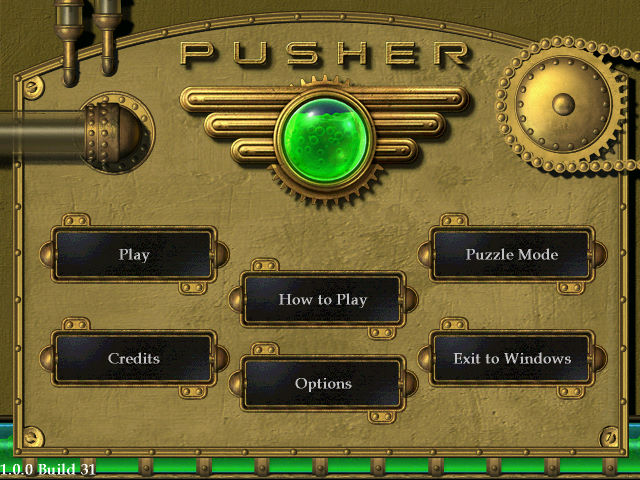 PUSHER
Play
Puzzle Mode
How to Play
Credits
Exit to Windows
Options
1.0.0 Build 31